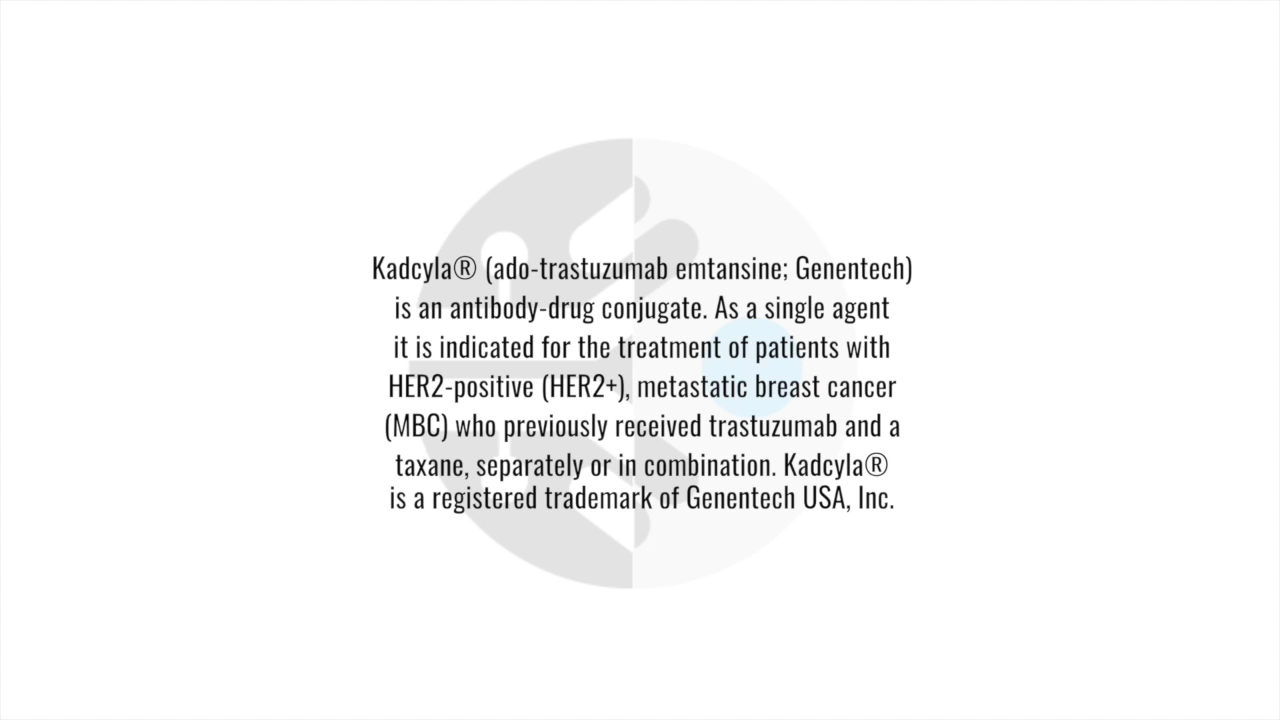 Kadcyla® (ado-trastuzumab emtansine; Genentech)
is an antibody-drug conjugate. As a single agent
it is indicated for the treatment of patients with
HER2-positive (HER2+), metastatic breast cancer
(MBC) who previously received trastuzumab and a
taxane, separately or in combination. Kadcyla®
is a registered trademark of Genentech USA, Inc.